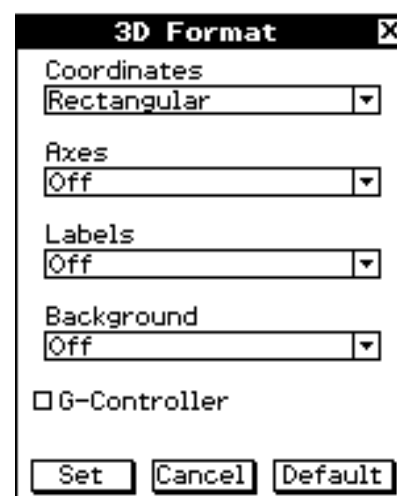 3D Format X
Coordinates
Rectangular
Axes
Off
Labels
Off
Background
Off
G-Controller
Set Cancel Default